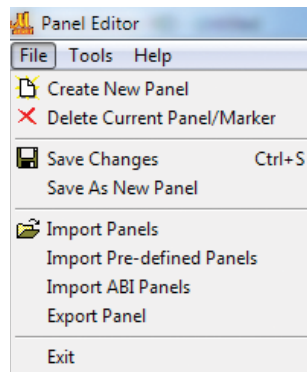 Panel Editor
File Tools Help
Create New Panel
Delete Current Panel/Marker
Save Changes Ctrl+S
Save As New Panel
Import Panels
Import Pre-defined Panels
Import ABI Panels
Export Panel
Exit